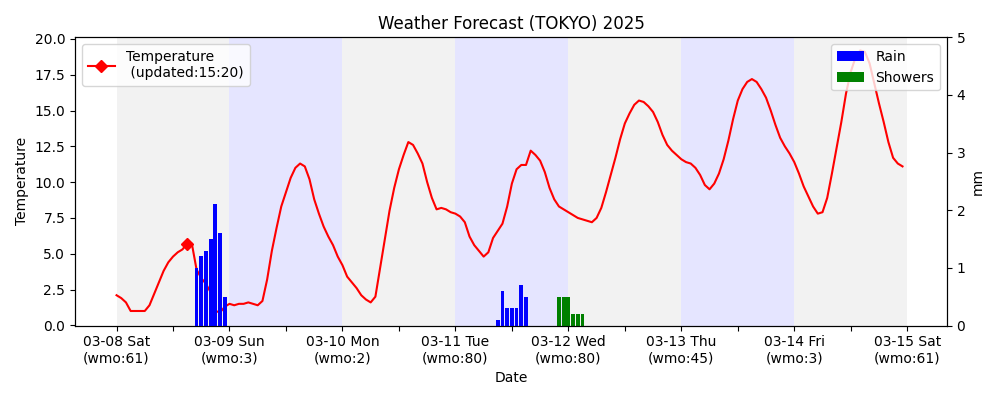 Weather Forecast (TOKYO) 2025
Temperature
(updated:15:20)
Rain
Showers
Temperature
20.0
17.5
15.0
12.5
10.0
7.5
5.0
2.5
0.0
5
4
3
2
1
0
mm
03-08 Sat 03-09 Sun 03-10 Mon 03-11 Tue 03-12 Wed 03-13 Thu 03-14 Fri 03-15 Sat
(wmo:61) (wmo:3) (wmo:2) (wmo:80) (wmo:80) (wmo:45) (wmo:3) (wmo:61)
Date